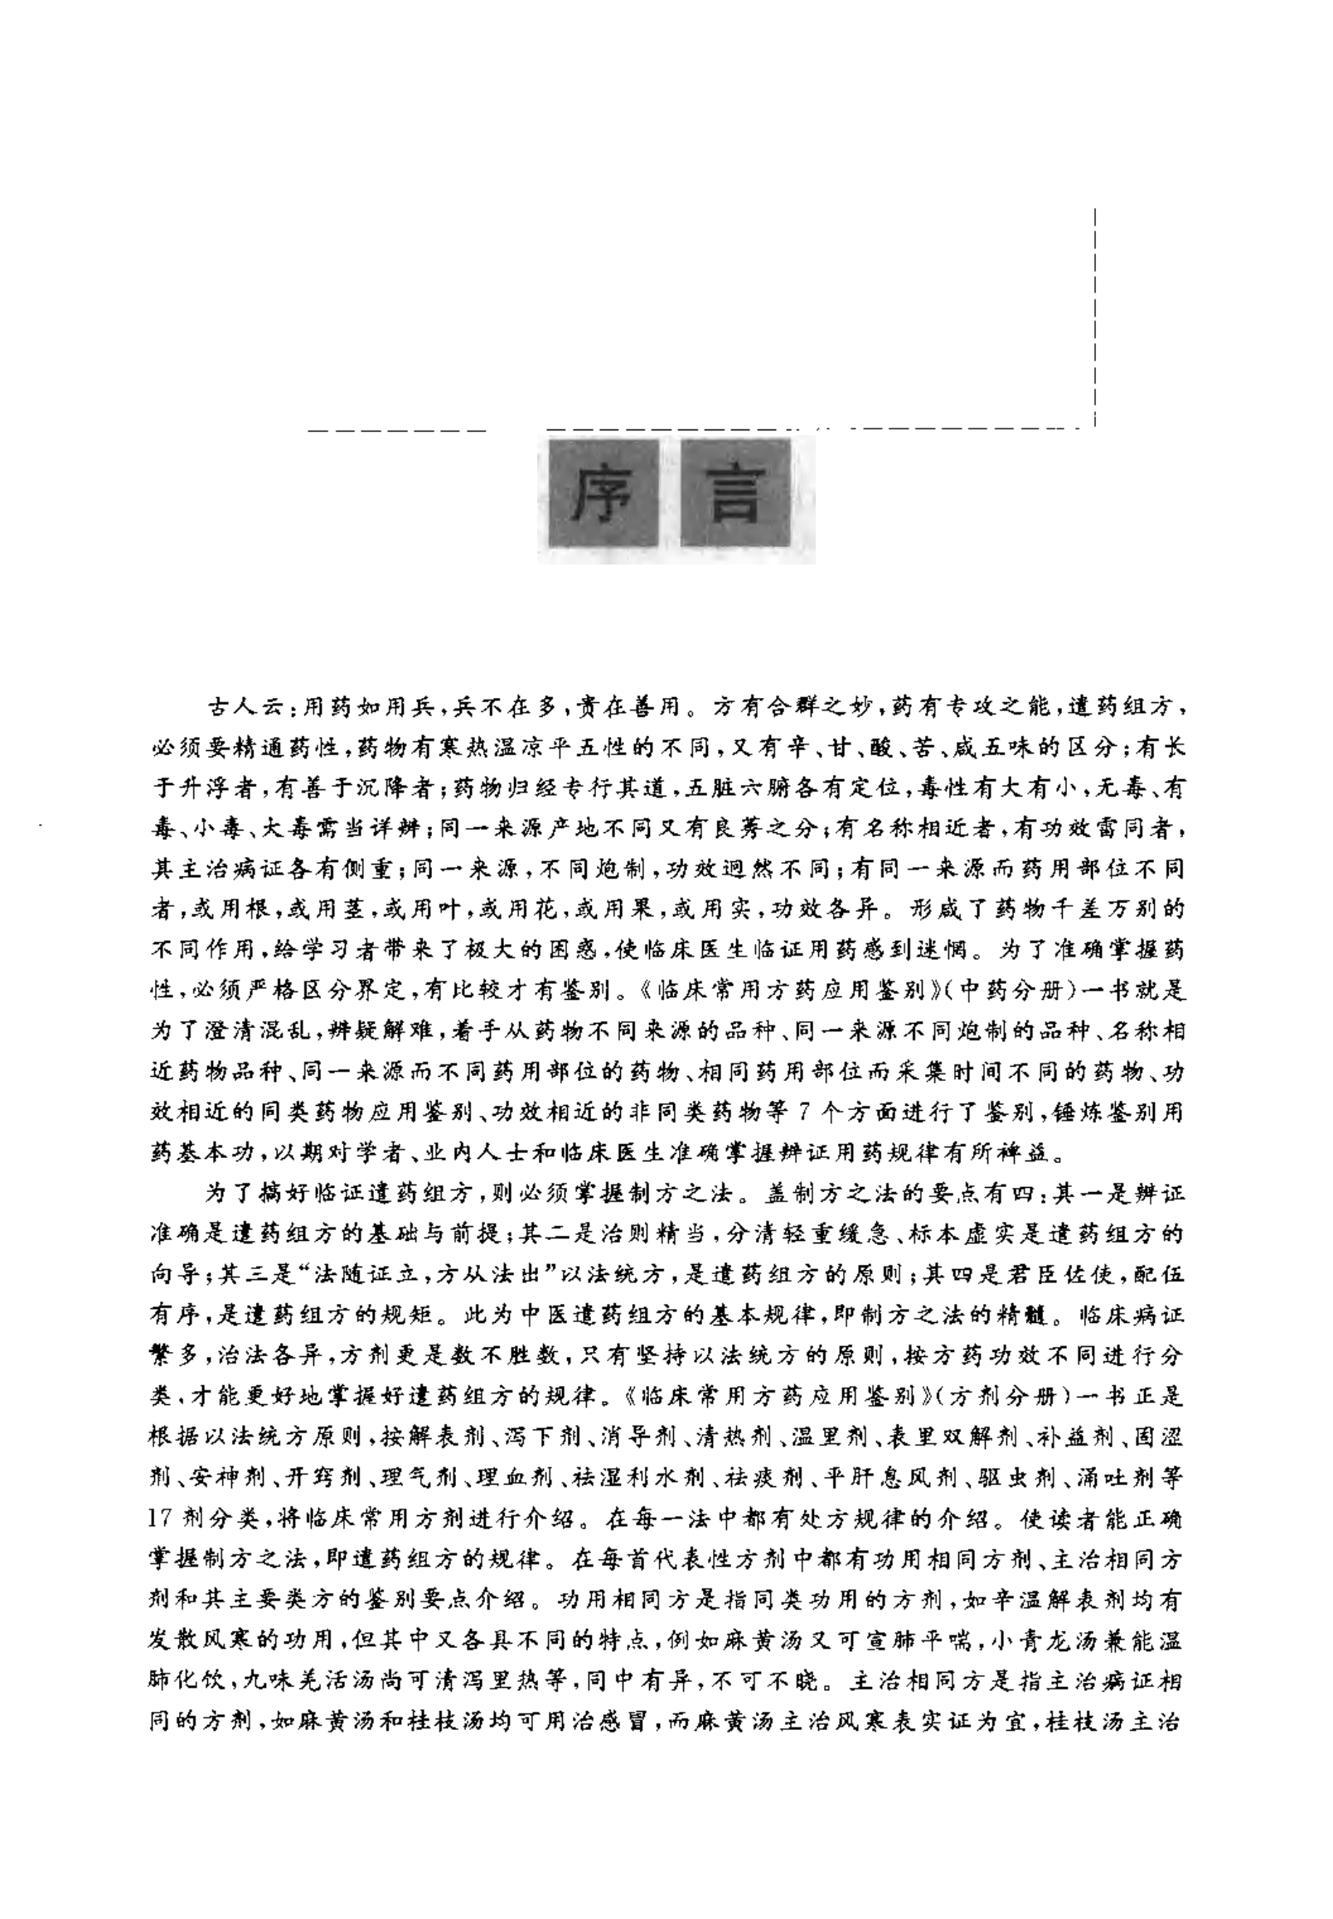 序言
古人云:用药如用兵,兵不在多,贵在善用。方有合群之妙,药有专攻之能,遣药组方,
必须要精通药性,药物有寒热温凉平五性的不同,又有辛、甘、酸、苦、咸五味的区分;有长
于升浮者,有善于沉降者;药物归经专行其道,五脏六腑各有定位,毒性有大有小,无毒、有
毒、小毒、大毒需当详辨;同一来源产地不同又有良莠之分;有名称相近者,有功效雷同者,
其主治病证各有侧重;同一来源,不同炮制,功效迥然不同;有同一来源而药用部位不同
者,或用根,或用茎,或用叶,或用花,或用果,或用实,功效各异。形成了药物千差万别的
不同作用,给学习者带来了极大的困惑,使临床医生临证用药感到迷惘。为了准确掌握药
性,必须严格区分界定,有比较才有鉴别。《临床常用方药应用鉴别》(中药分册)一书就是
为了澄清混乱,辨疑解难,着手从药物不同来源的品种、同一来源不同炮制的品种、名称相
近药物品种、同一来源而不同药用部位的药物、相同药用部位而采集时间不同的药物、功
效相近的同类药物应用鉴别、功效相近的非同类药物等 7 个方面进行了鉴别,锤炼鉴别用
药基本功,以期对学者、业内人士和临床医生准确掌握辨证用药规律有所裨益。
为了搞好临证遣药组方,则必须掌握制方之法。盖制方之法的要点有四:其一是辨证
准确是遣药组方的基础与前提;其二是治则精当,分清轻重缓急、标本虚实是遣药组方的
向导;其三是“法随证立,方从法出”以法统方,是遣药组方的原则;其四是君臣佐使,配伍
有序,是遣药组方的规矩。此为中医遣药组方的基本规律,即制方之法的精髓。临床病证
繁多,治法各异,方剂更是数不胜数,只有坚持以法统方的原则,按方药功效不同进行分
类,才能更好地掌握好遣药组方的规律。《临床常用方药应用鉴别》(方剂分册)一书正是
根据以法统方原则,按解表剂、泻下剂、消导剂、清热剂、温里剂、表里双解剂、补益剂、固涩
剂、安神剂、开窍剂、理气剂、理血剂、祛湿利水剂、祛痰剂、平肝息风剂、驱虫剂、涌吐剂等
17 剂分类,将临床常用方剂进行介绍。在每一法中都有处方规律的介绍。使读者能正确
掌握制方之法,即遣药组方的规律。在每首代表性方剂中都有功用相同方剂、主治相同方
剂和其主要类方的鉴别要点介绍。功用相同方是指同类功用的方剂,如辛温解表剂均有
发散风寒的功用,但其中又各具不同的特点,例如麻黄汤又可宣肺平喘,小青龙汤兼能温
肺化饮,九味羌活汤尚可清泻里热等,同中有异,不可不晓。主治相同方是指主治病证相
同的方剂,如麻黄汤和桂枝汤均可用治感冒,而麻黄汤主治风寒表实证为宜,桂枝汤主治